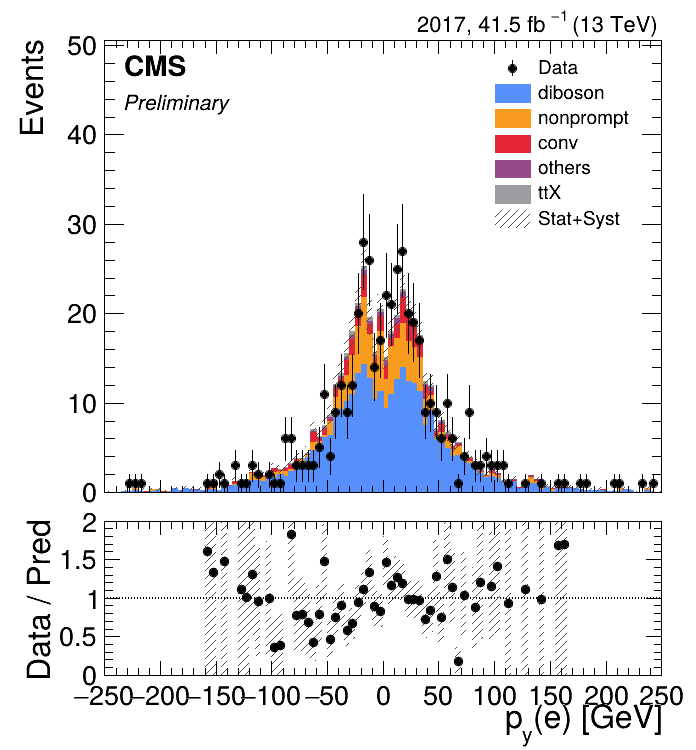 2017, 41.5 fb⁻¹ (13 TeV)
Events
50
40
30
20
10
0
CMS
Preliminary
Data
diboson
nonprompt
conv
others
ttX
Stat+Syst
Data / Pred
2
1.5
1
0.5
0
−250 −200 −150 −100 −50 0 50 100 150 200 250
p_y(e) [GeV]